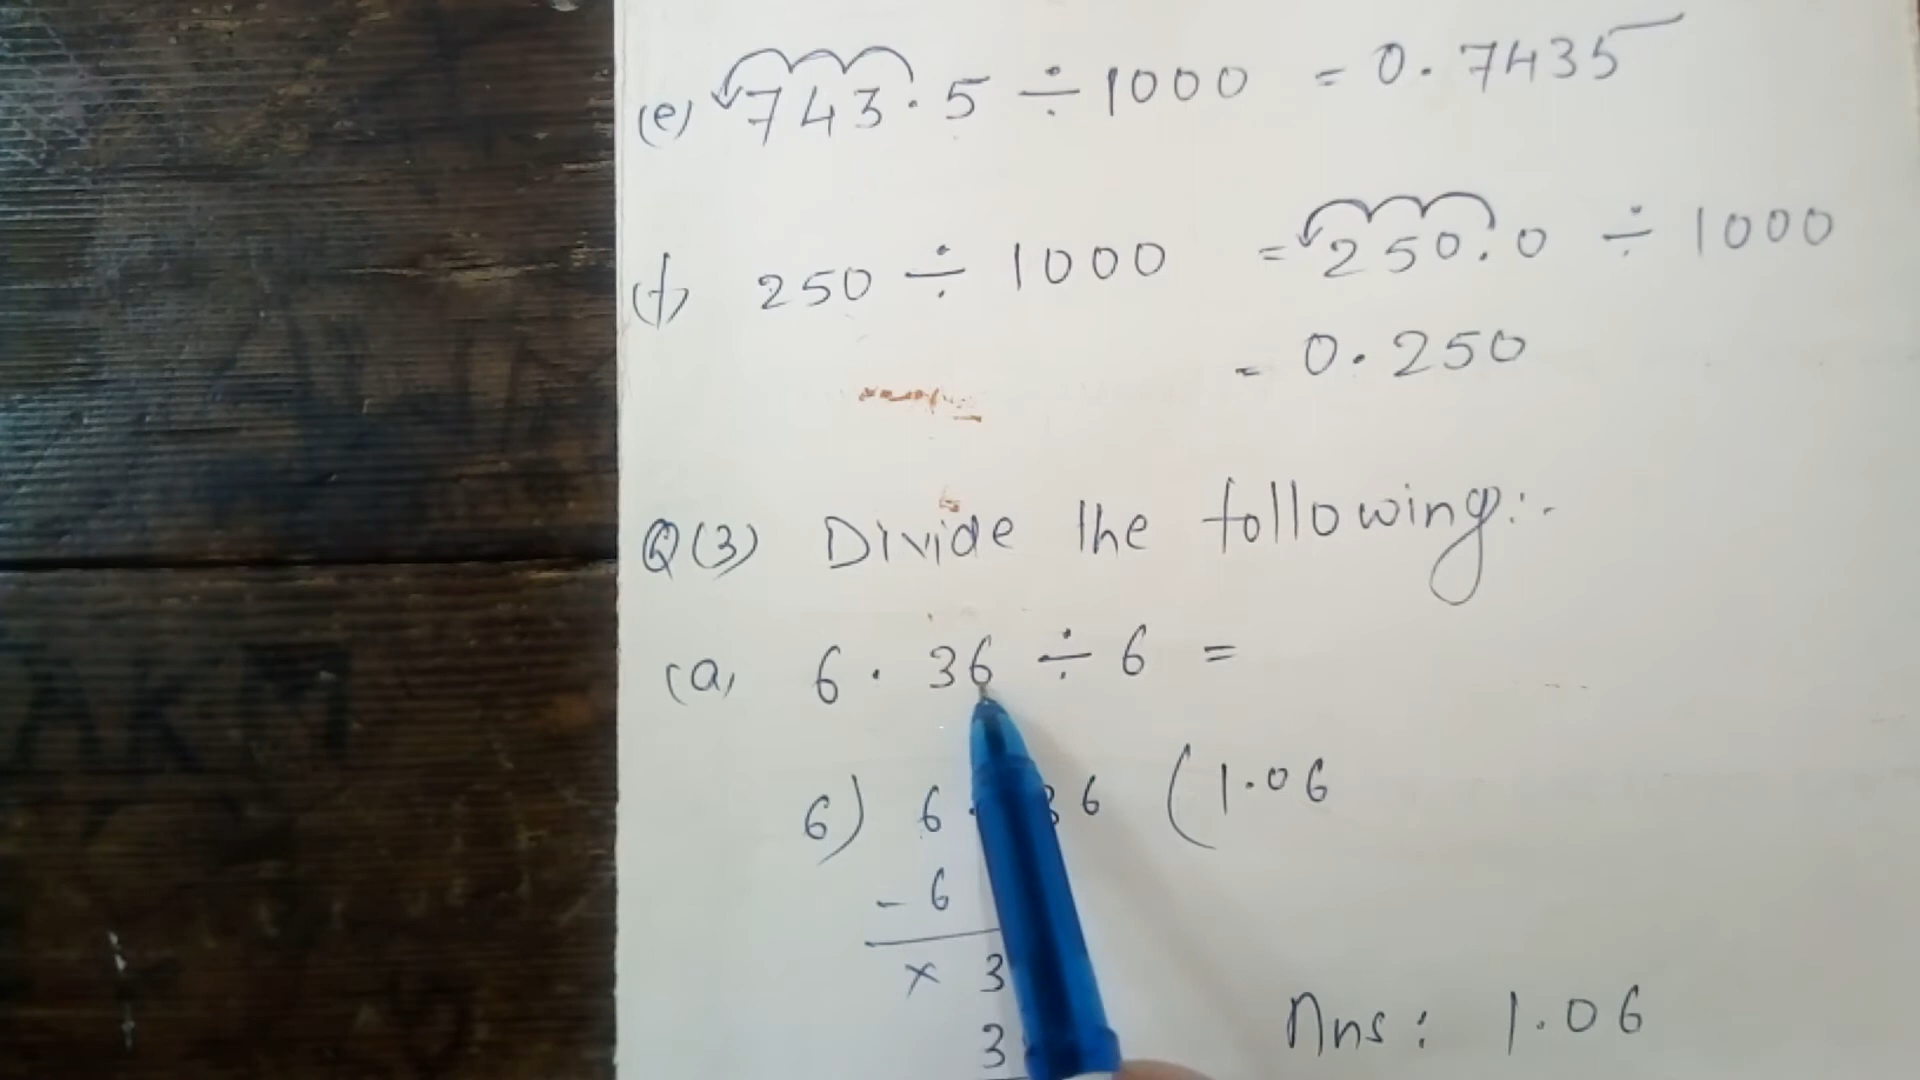 (e) 743.5 ÷ 1000 = 0.7435
(f) 250 ÷ 1000 = 250.0 ÷ 1000
= 0.250
Q(3) Divide the following:-
(a) 6.36 ÷ 6 =
6) 6. 36 (1.06
- 6
x 3
3
Ans: 1.06